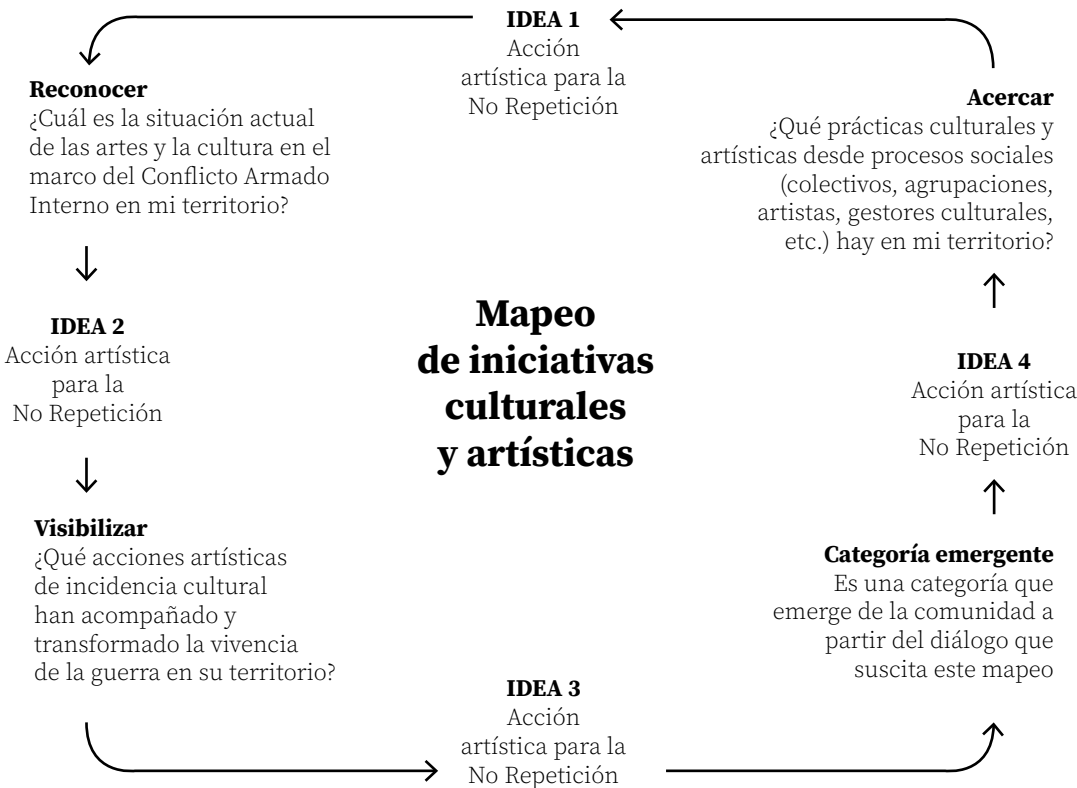 IDEA 1
Acción
artística para la
No Repetición
Reconocer
¿Cuál es la situación actual
de las artes y la cultura en el
marco del Conflicto Armado
Interno en mi territorio?
IDEA 2
Acción artística
para la
No Repetición
Visibilizar
¿Qué acciones artísticas
de incidencia cultural
han acompañado y
transformado la vivencia
de la guerra en su territorio?
IDEA 3
Acción
artística para la
No Repetición
Categoría emergente
Es una categoría que
emerge de la comunidad a
partir del diálogo que
suscita este mapeo
IDEA 4
Acción artística
para la
No Repetición
Acercar
¿Qué prácticas culturales y
artísticas desde procesos sociales
(colectivos, agrupaciones,
artistas, gestores culturales,
etc.) hay en mi territorio?
Mapeo
de iniciativas
culturales
y artísticas